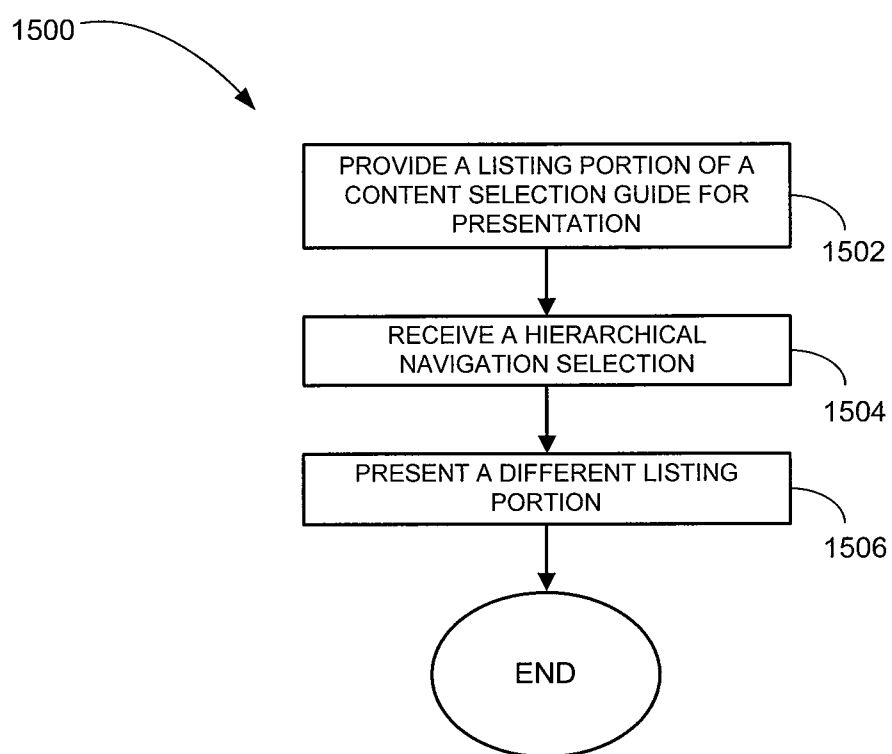 1500
PROVIDE A LISTING PORTION OF A
CONTENT SELECTION GUIDE FOR
PRESENTATION
1502
RECEIVE A HIERARCHICAL
NAVIGATION SELECTION
1504
PRESENT A DIFFERENT LISTING
PORTION
1506
END